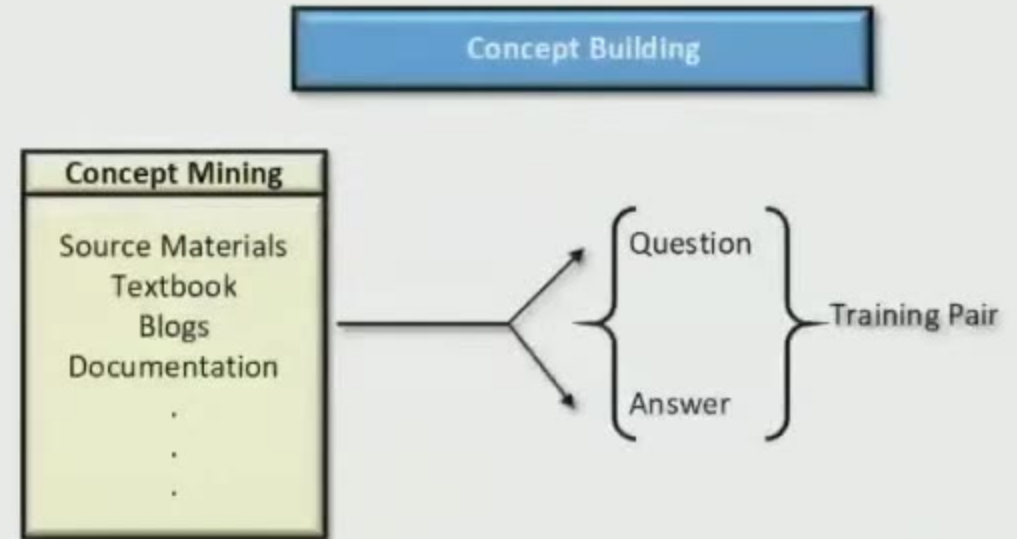 Concept Building
Concept Mining
Source Materials
Textbook
Blogs
Documentation
.
.
.
Question
Answer
Training Pair